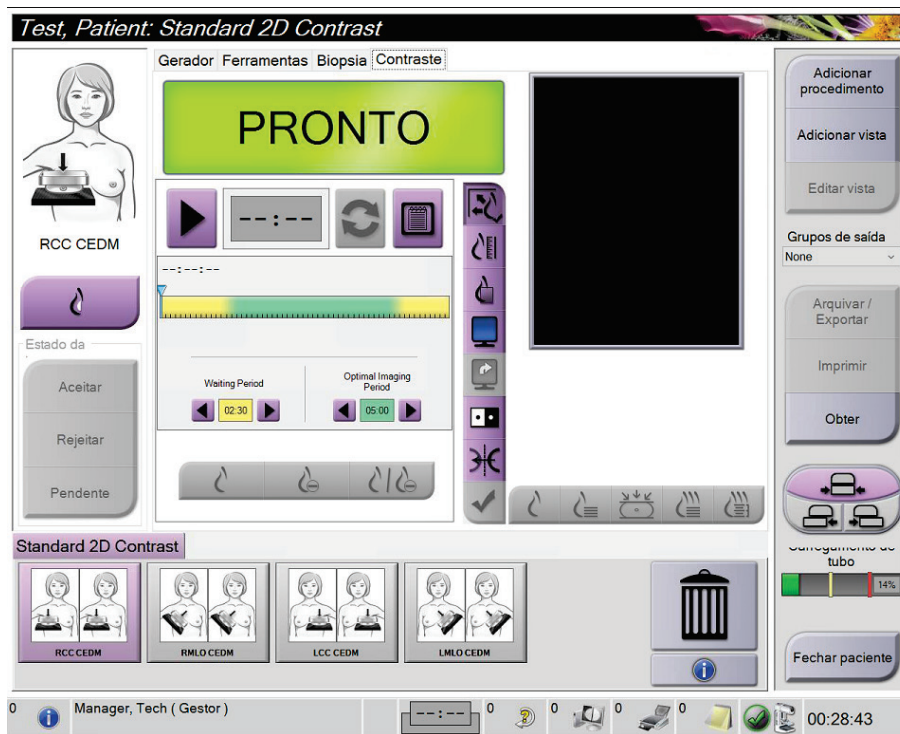 Test, Patient: Standard 2D Contrast
Gerador Ferramentas Biopsia Contraste
PRONTO
RCC CEDM
Estado da
Aceitar
Rejeitar
Pendente
--:--
--:--:--
Waiting Period
02:30
Optimal Imaging
Period
05:00
Adicionar
procedimento
Adicionar vista
Editar vista
Grupos de saída
None
Arquivar /
Exportar
Imprimir
Obter
tubo
14%
Fechar paciente
Standard 2D Contrast
RCC CEDM
RMLO CEDM
LCC CEDM
LMLO CEDM
0
Manager, Tech ( Gestor )
--:--
0
0
0
0
00:28:43